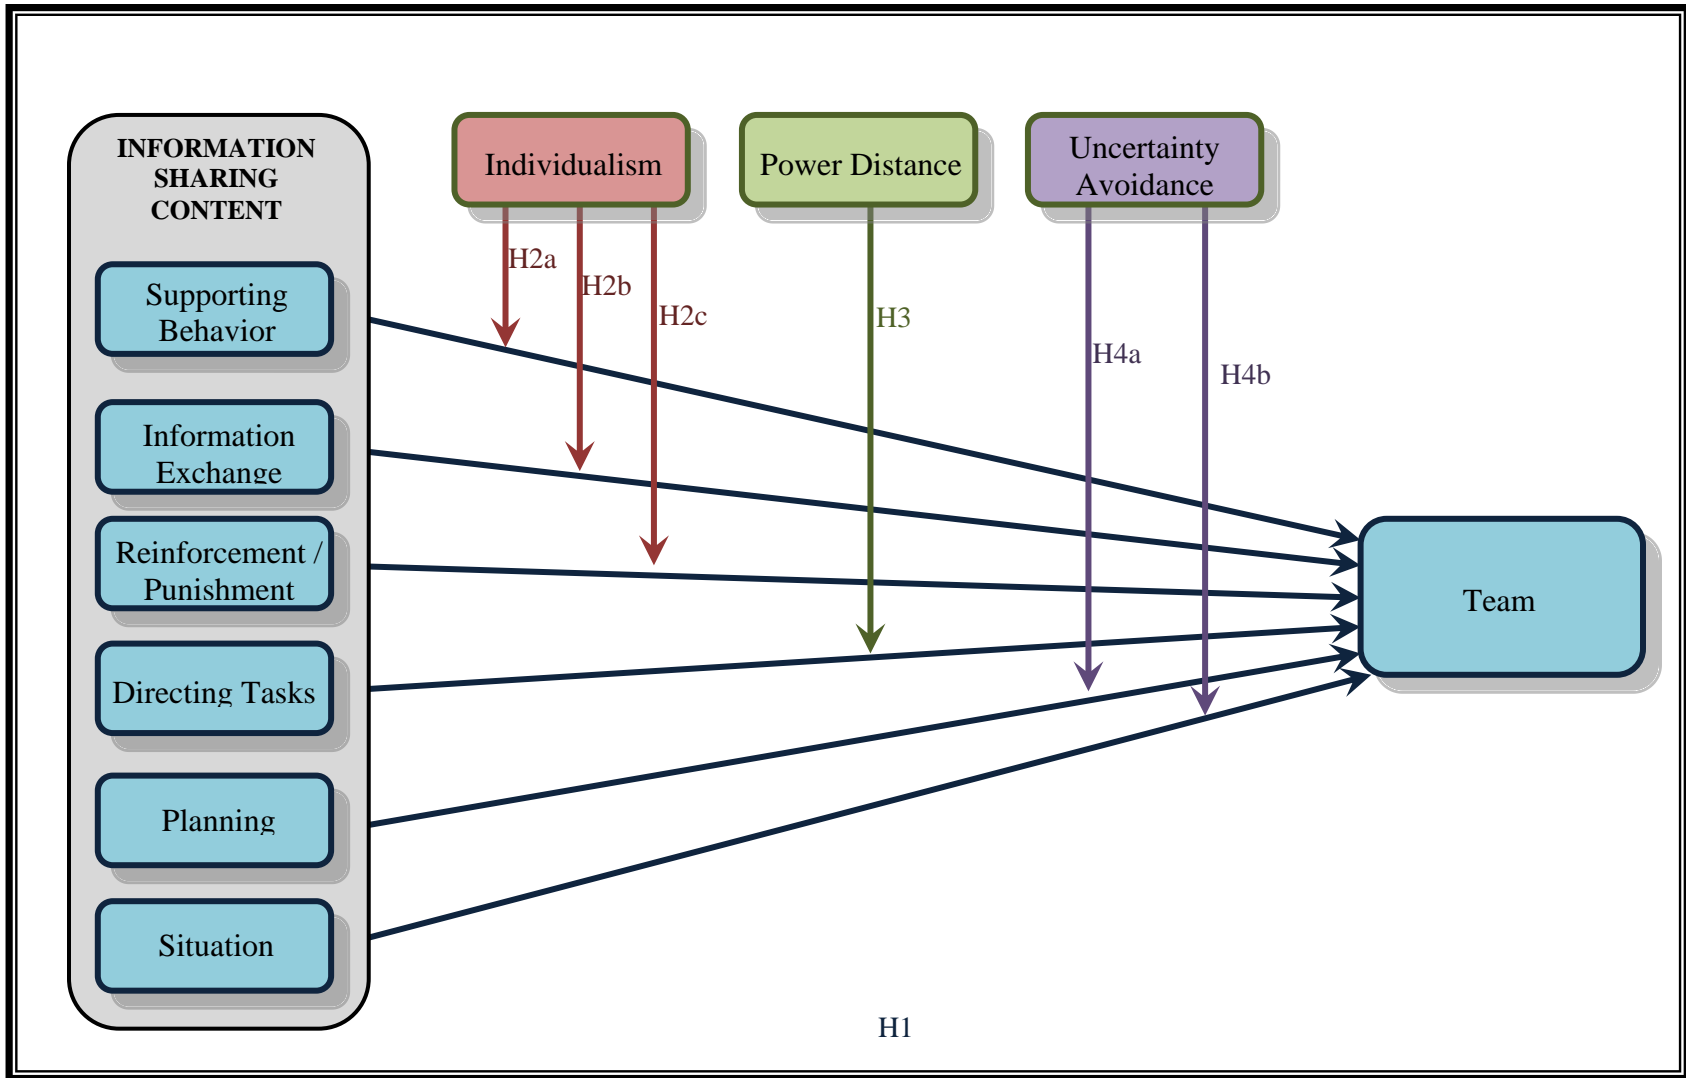 INFORMATION
SHARING
CONTENT
Individualism
Power Distance
Uncertainty
Avoidance
H2a
H2b
H2c
H3
H4a
H4b
Supporting
Behavior
Information
Exchange
Reinforcement /
Punishment
Directing Tasks
Planning
Situation
Team
H1